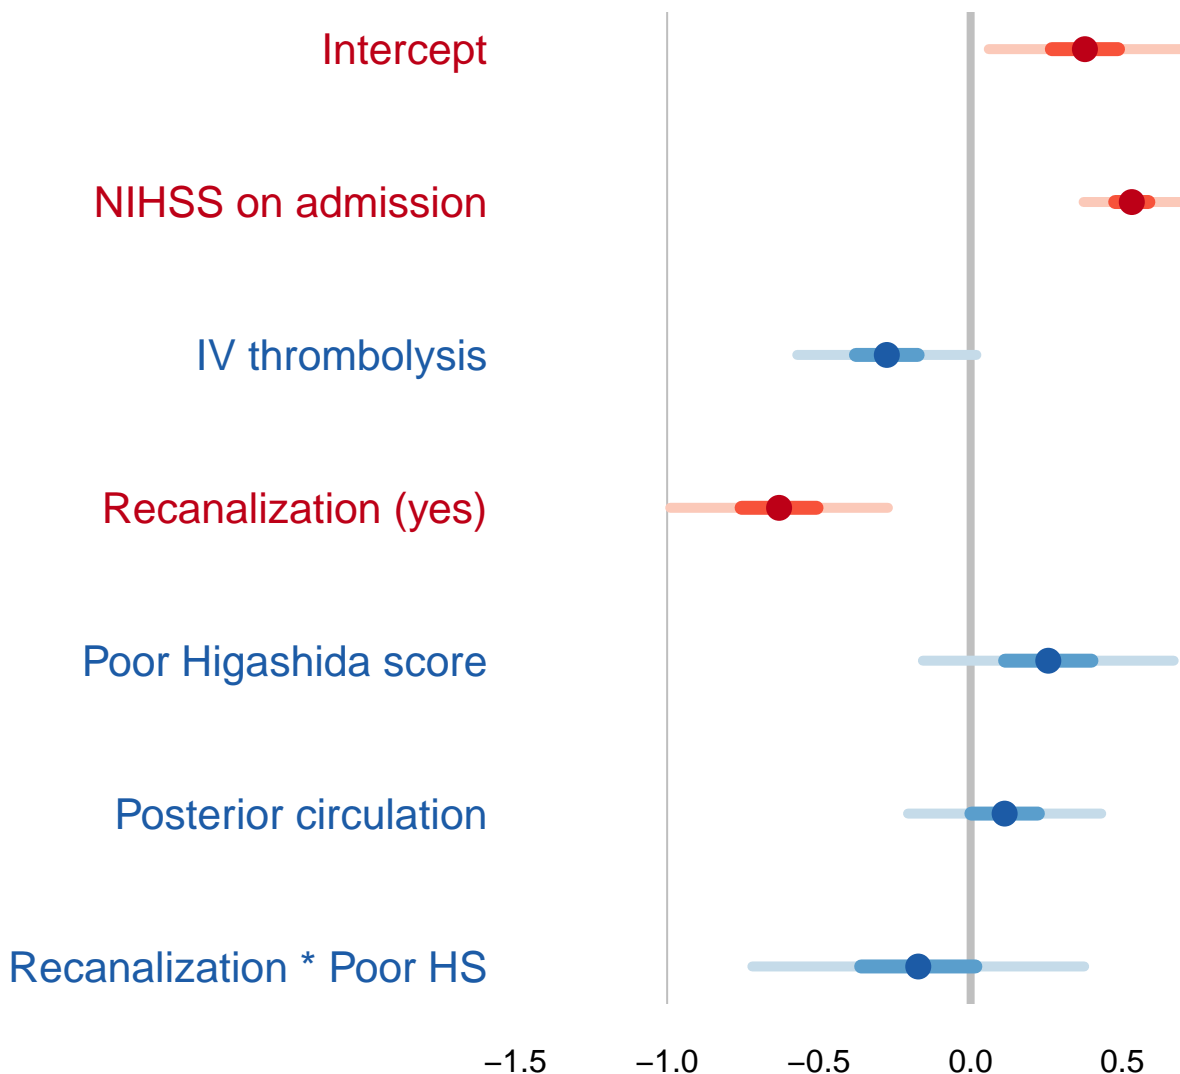 Intercept
NIHSS on admission
IV thrombolysis
Recanalization (yes)
Poor Higashida score
Posterior circulation
Recanalization * Poor HS
−1.5 −1.0 −0.5 0.0 0.5